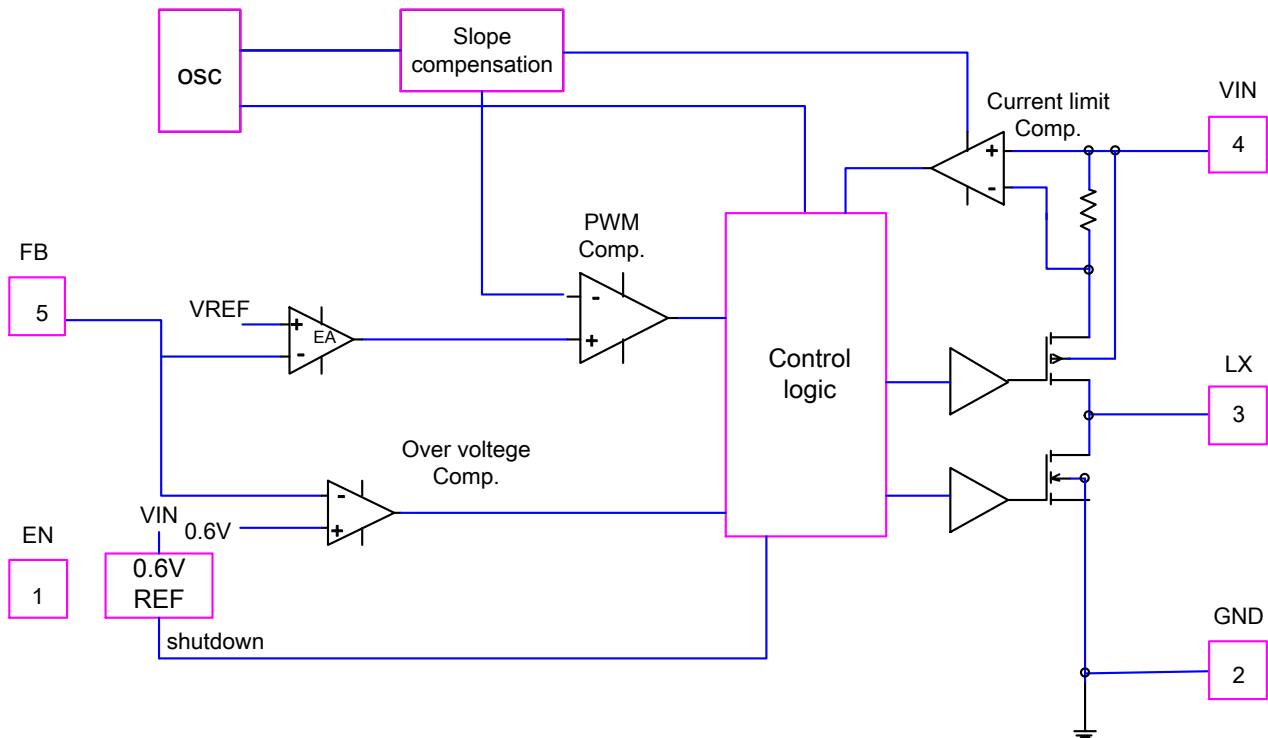 OSC
Slope
compensation
Current limit
Comp.
VIN
4
+
-
FB
5
PWM
Comp.
-
+
VREF
+
EA
-
Control
logic
LX
3
Over voltege
Comp.
-
+
VIN
0.6V
EN
1
0.6V
REF
shutdown
GND
2